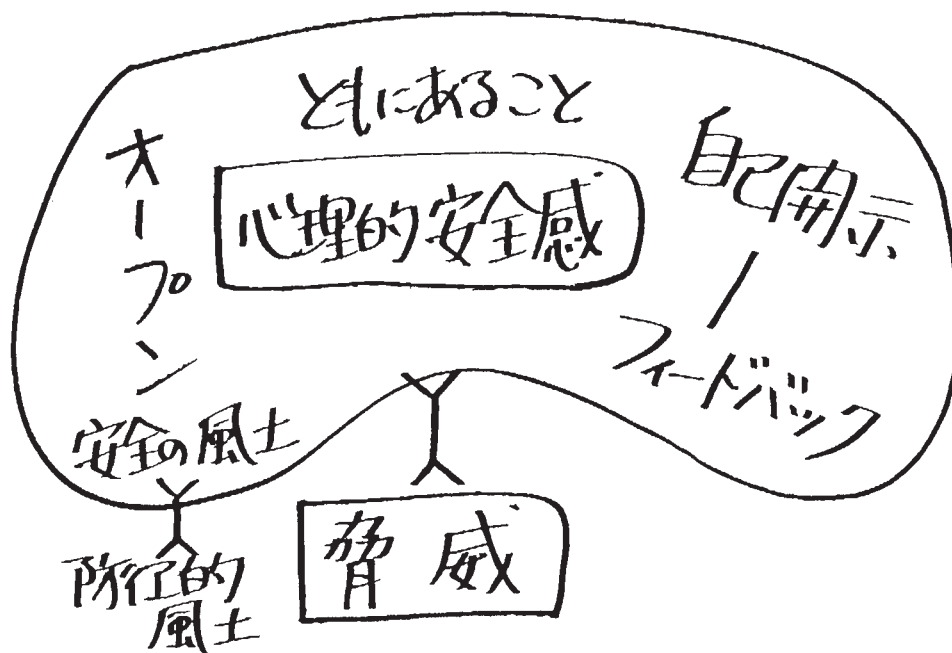 ともにあること
オープン
心理的安全感
自己開示
フィードバック
安全の風土
脅威
防衛的
風土